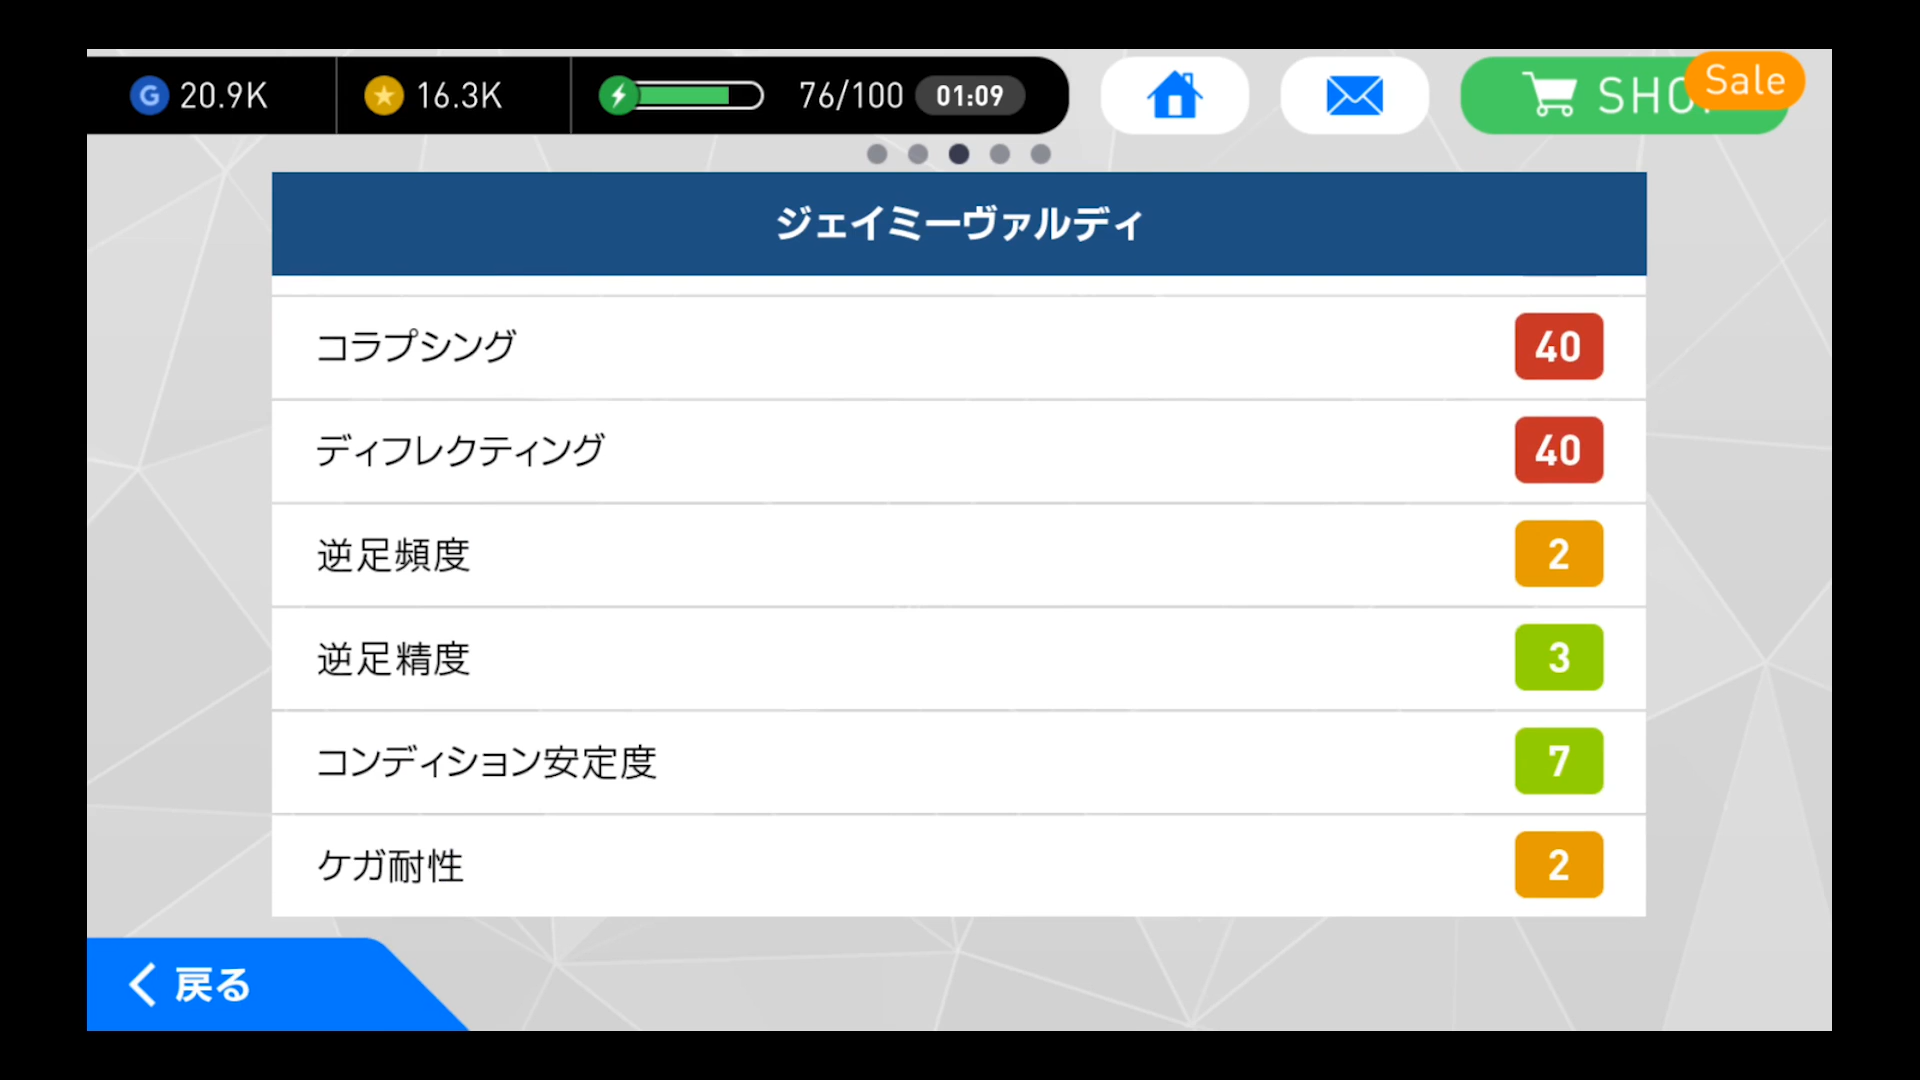 G 20.9K
16.3K
76/100
01:09
Sale
ジェイミーヴァルディ
コラプシング
40
ディフレクティング
40
逆足頻度
2
逆足精度
3
コンディション安定度
7
ケガ耐性
2
戻る